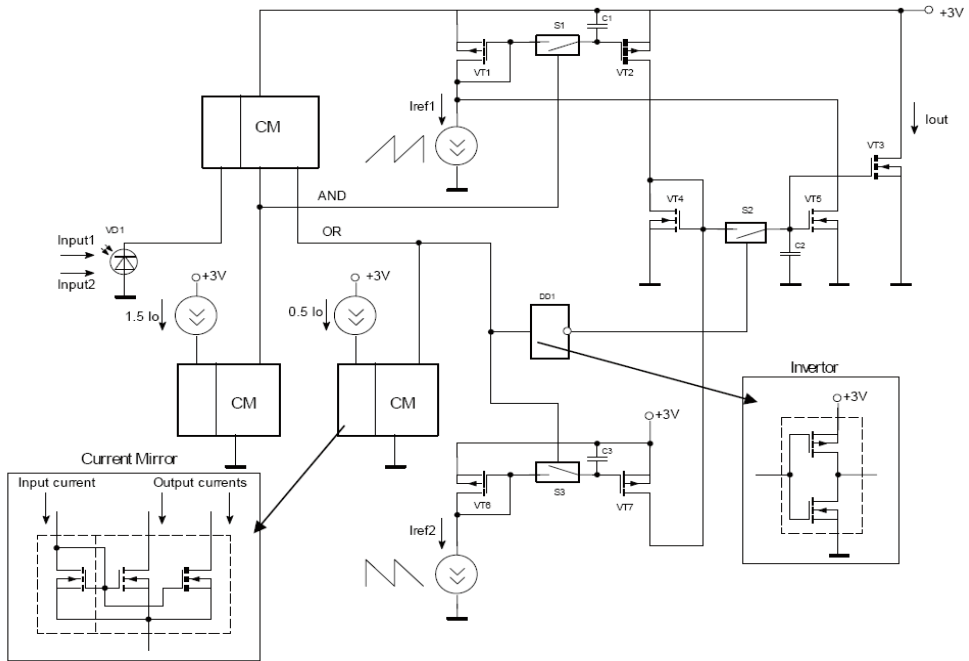 +3V
S1
C1
VT1
VT2
CM
Iref1
Iout
VT3
AND
VT4
S2
VT5
OR
VD1
Input1
Input2
C2
+3V
+3V
1.5 Io
0.5 Io
DD1
CM
CM
Invertor
+3V
+3V
C3
S3
VT6
VT7
Current Mirror
Input current
Output currents
Iref2